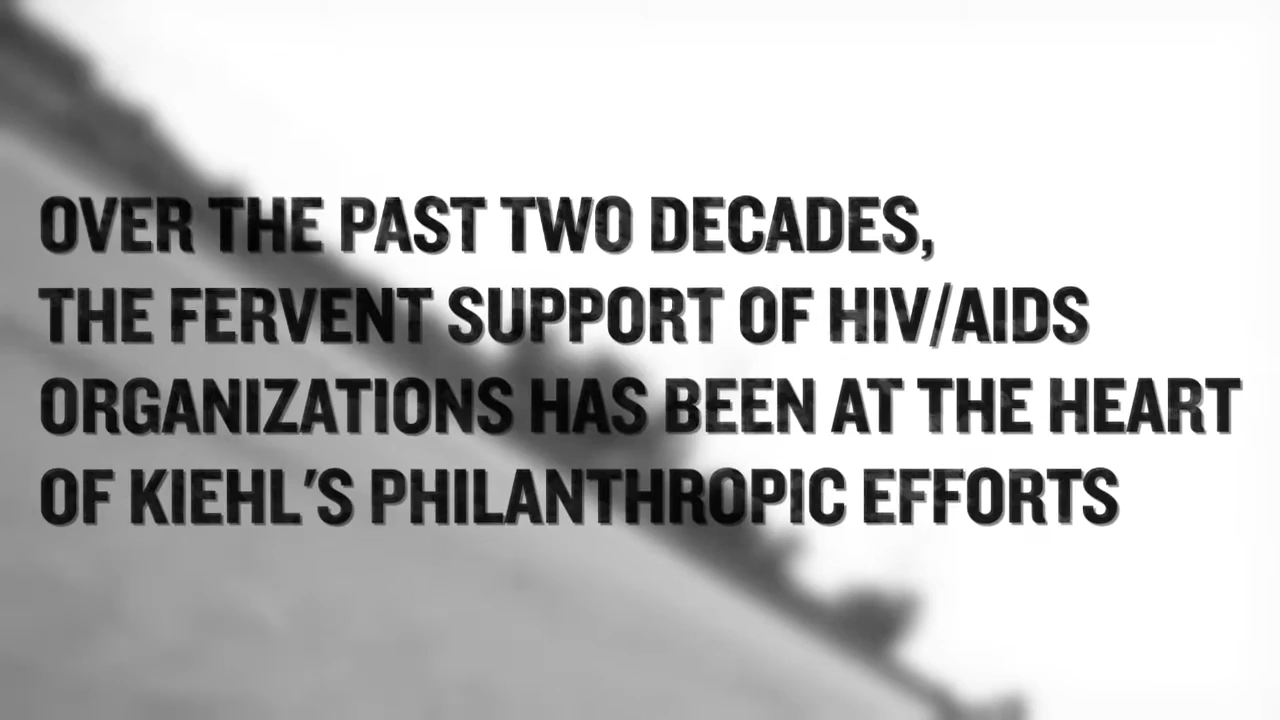 OVER THE PAST TWO DECADES,
THE FERVENT SUPPORT OF HIV/AIDS
ORGANIZATIONS HAS BEEN AT THE HEART
OF KIEHL'S PHILANTHROPIC EFFORTS